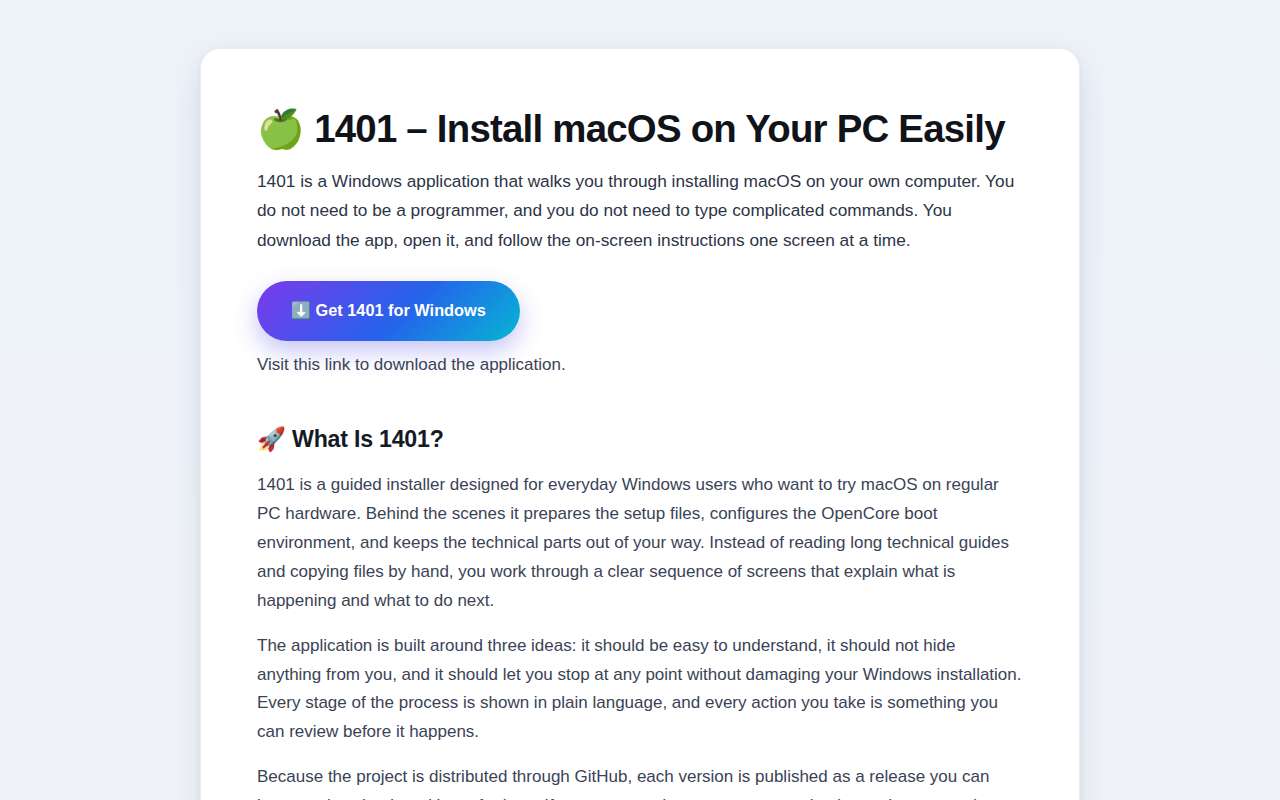 🍏 1401 – Install macOS on Your PC Easily
1401 is a Windows application that walks you through installing macOS on your own computer. You
do not need to be a programmer, and you do not need to type complicated commands. You
download the app, open it, and follow the on-screen instructions one screen at a time.
⬇️ Get 1401 for Windows
Visit this link to download the application.
🚀 What Is 1401?
1401 is a guided installer designed for everyday Windows users who want to try macOS on regular
PC hardware. Behind the scenes it prepares the setup files, configures the OpenCore boot
environment, and keeps the technical parts out of your way. Instead of reading long technical guides
and copying files by hand, you work through a clear sequence of screens that explain what is
happening and what to do next.
The application is built around three ideas: it should be easy to understand, it should not hide
anything from you, and it should let you stop at any point without damaging your Windows installation.
Every stage of the process is shown in plain language, and every action you take is something you
can review before it happens.
Because the project is distributed through GitHub, each version is published as a release you can